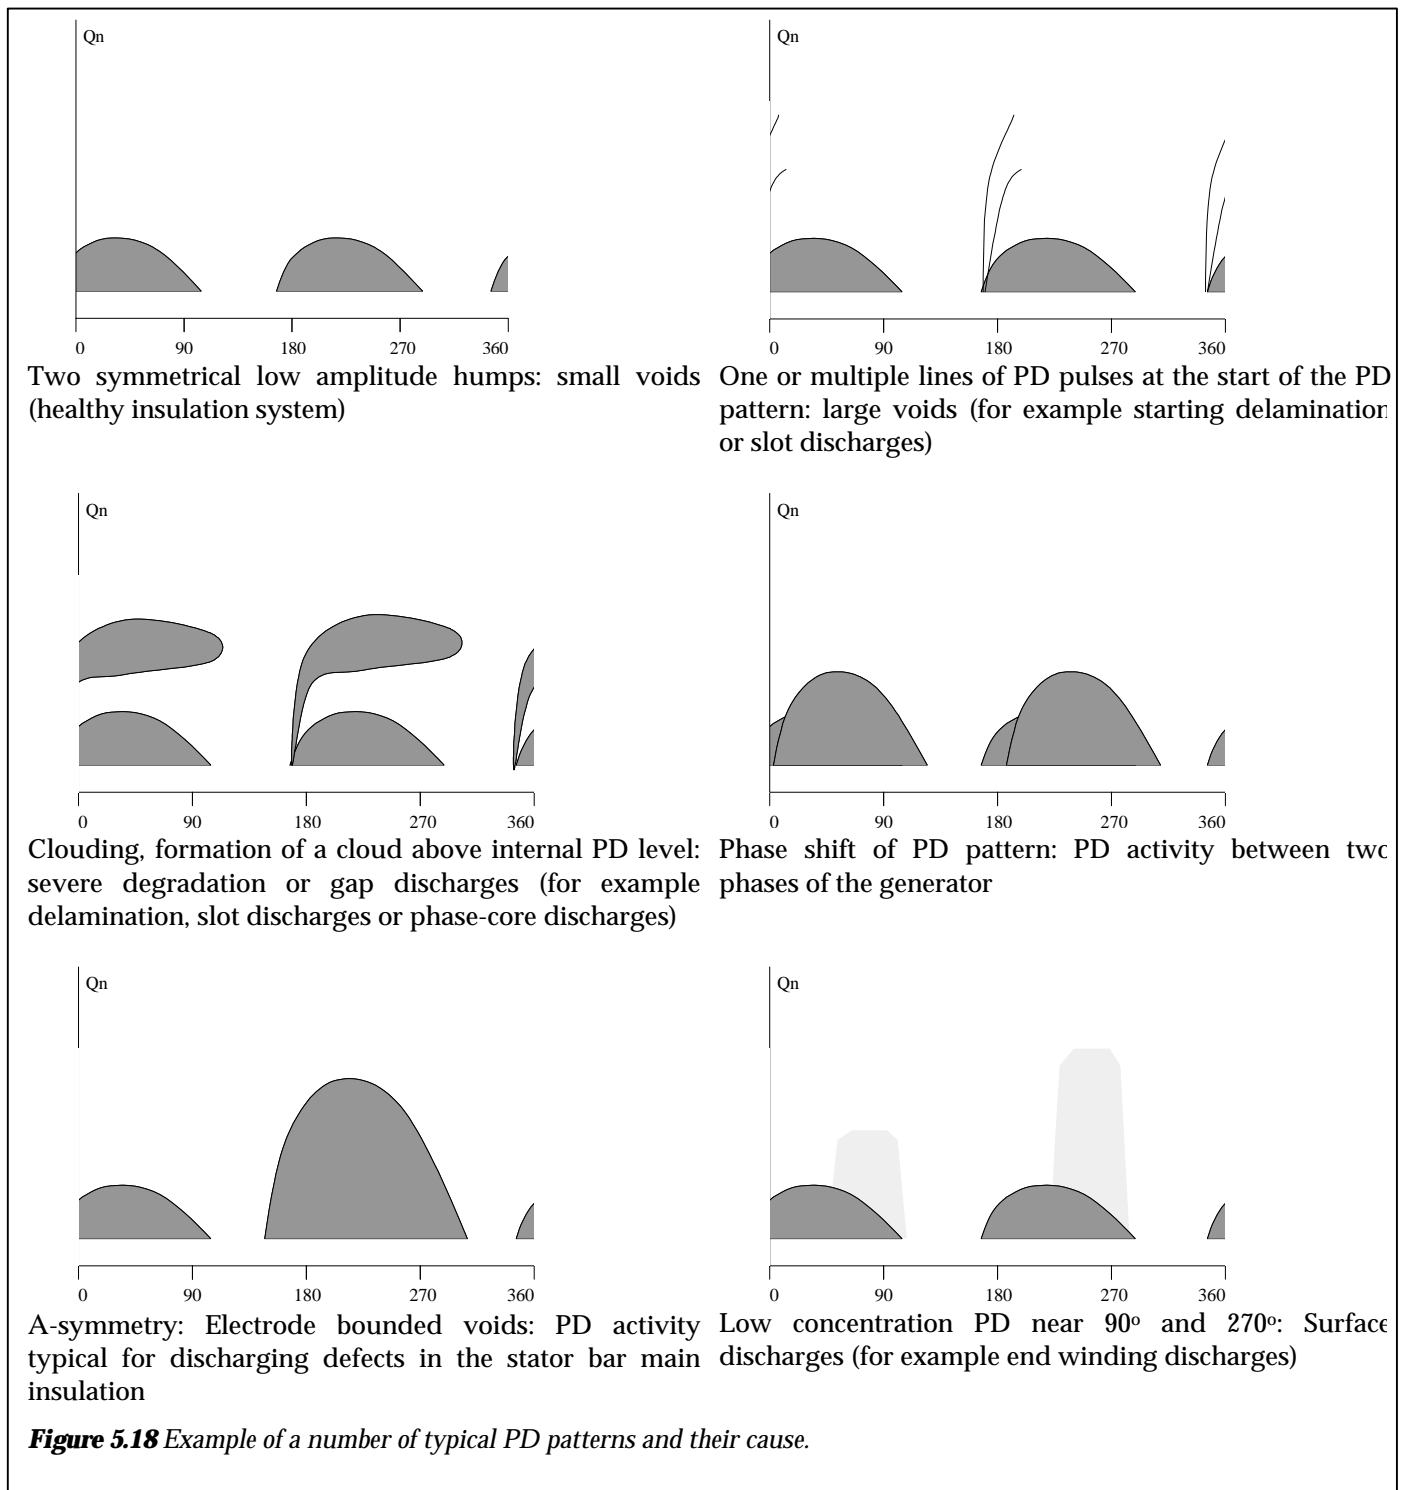 Qn
0 90 180 270 360
Two symmetrical low amplitude humps: small voids
(healthy insulation system)
Qn
0 90 180 270 360
One or multiple lines of PD pulses at the start of the PD
pattern: large voids (for example starting delamination
or slot discharges)
Qn
0 90 180 270 360
Clouding, formation of a cloud above internal PD level:
severe degradation or gap discharges (for example
delamination, slot discharges or phase-core discharges)
Qn
0 90 180 270 360
Phase shift of PD pattern: PD activity between two
phases of the generator
Qn
0 90 180 270 360
A-symmetry: Electrode bounded voids: PD activity
typical for discharging defects in the stator bar main
insulation
Qn
0 90 180 270 360
Low concentration PD near 90º and 270º: Surface
discharges (for example end winding discharges)
Figure 5.18 Example of a number of typical PD patterns and their cause.